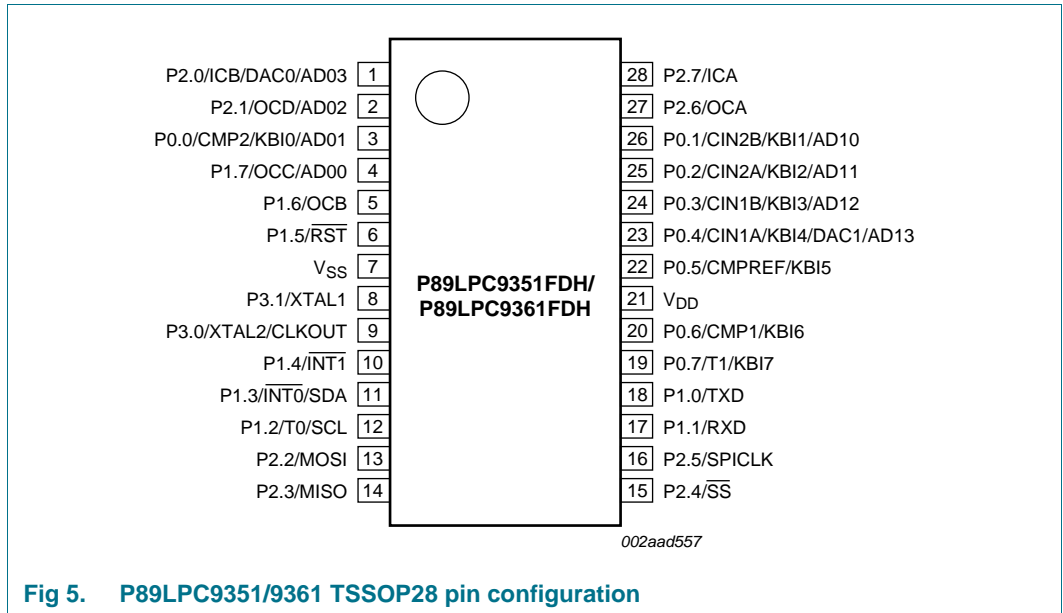 P2.0/ICB/DAC0/AD03 1
P2.1/OCD/AD02 2
P0.0/CMP2/KBI0/AD01 3
P1.7/OCC/AD00 4
P1.6/OCB 5
P1.5/R̅S̅T̅ 6
VSS 7
P3.1/XTAL1 8
P3.0/XTAL2/CLKOUT 9
P1.4/I̅N̅T̅1̅ 10
P1.3/I̅N̅T̅0̅/SDA 11
P1.2/T0/SCL 12
P2.2/MOSI 13
P2.3/MISO 14
P89LPC9351FDH/
P89LPC9361FDH
28 P2.7/ICA
27 P2.6/OCA
26 P0.1/CIN2B/KBI1/AD10
25 P0.2/CIN2A/KBI2/AD11
24 P0.3/CIN1B/KBI3/AD12
23 P0.4/CIN1A/KBI4/DAC1/AD13
22 P0.5/CMPREF/KBI5
21 VDD
20 P0.6/CMP1/KBI6
19 P0.7/T1/KBI7
18 P1.0/TXD
17 P1.1/RXD
16 P2.5/SPICLK
15 P2.4/S̅S̅
002aad557
Fig 5. P89LPC9351/9361 TSSOP28 pin configuration